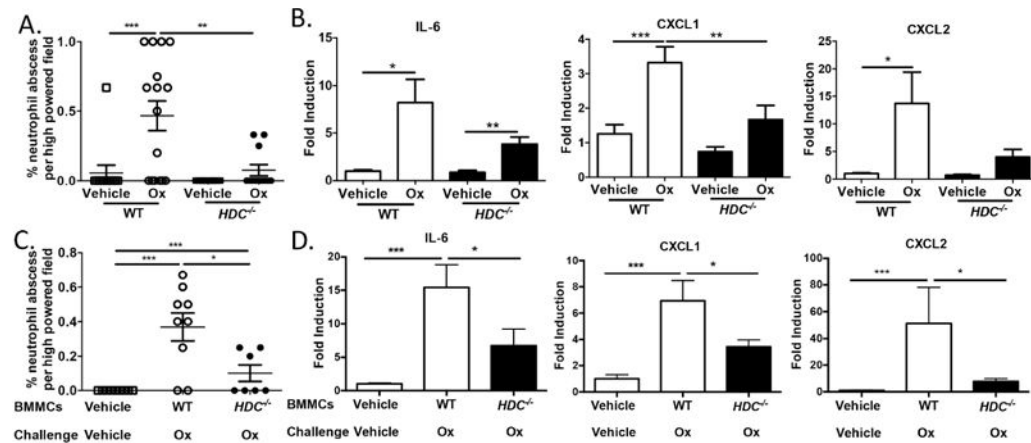 A.
% neutrophil abscess
per high powered field
***
**
1.0
0.5
0.0
Vehicle Ox Vehicle Ox
WT HDC-/-
B.
IL-6
Fold Induction
*
**
15
10
5
0
Vehicle Ox Vehicle Ox
WT HDC-/-
CXCL1
Fold Induction
***
**
5
4
3
2
1
0
Vehicle Ox Vehicle Ox
WT HDC-/-
CXCL2
Fold Induction
*
25
20
15
10
5
0
Vehicle Ox Vehicle Ox
WT HDC-/-
C.
% neutrophil abscess
per high powered field
***
***
*
0.8
0.6
0.4
0.2
0.0
BMMCs Vehicle WT HDC-/-
Challenge Vehicle Ox Ox
D.
IL-6
Fold Induction
***
*
20
15
10
5
0
BMMCs Vehicle WT HDC-/-
Challenge Vehicle Ox Ox
CXCL1
Fold Induction
***
*
10
8
6
4
2
0
Vehicle WT HDC-/-
Vehicle Ox Ox
CXCL2
Fold Induction
***
*
100
80
60
40
20
0
Vehicle WT HDC-/-
Vehicle Ox Ox